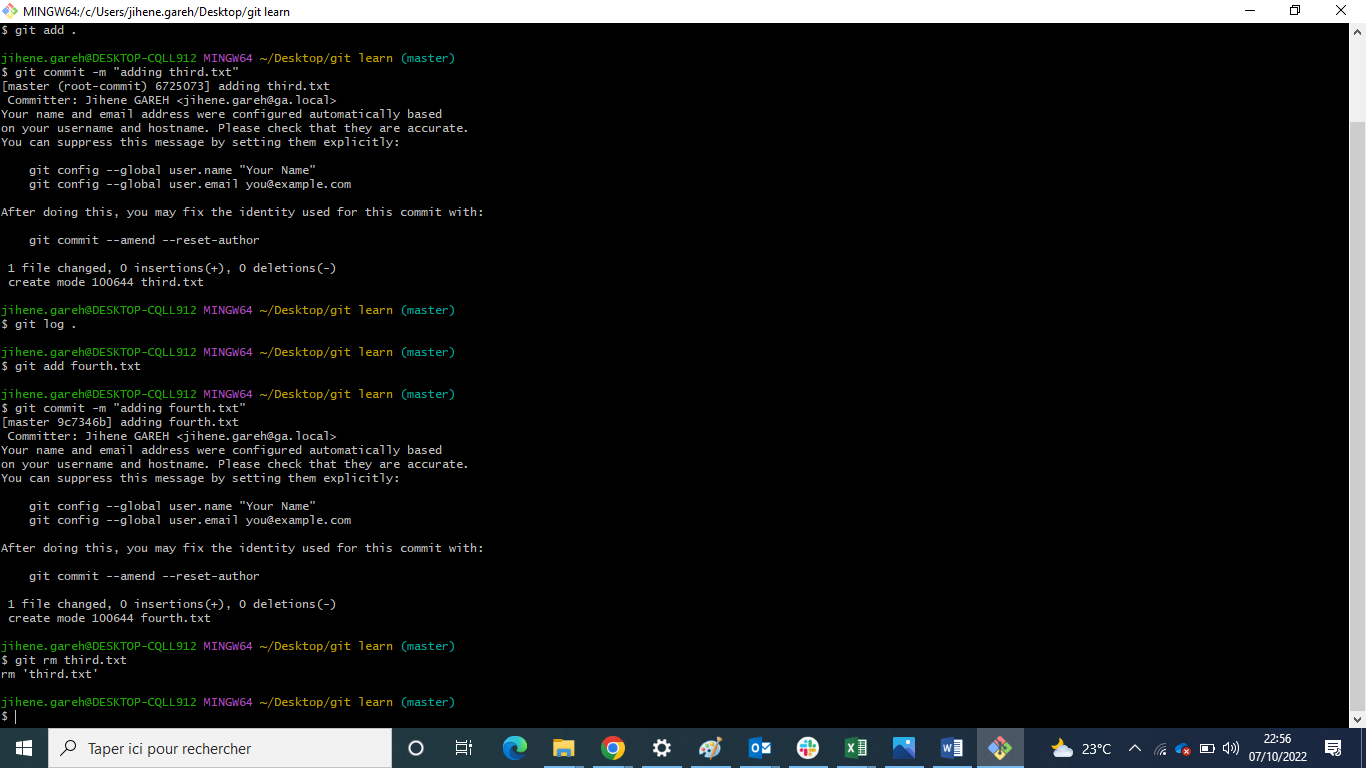 MINGW64:/c/Users/jihene.gareh/Desktop/git learn
$ git add .
jihene.gareh@DESKTOP-CQLL912 MINGW64 ~/Desktop/git learn (master)
$ git commit -m "adding third.txt"
[master (root-commit) 6725073] adding third.txt
 Committer: Jihene GAREH <jihene.gareh@ga.local>
Your name and email address were configured automatically based
on your username and hostname. Please check that they are accurate.
You can suppress this message by setting them explicitly:
    git config --global user.name "Your Name"
    git config --global user.email you@example.com
After doing this, you may fix the identity used for this commit with:
    git commit --amend --reset-author
 1 file changed, 0 insertions(+), 0 deletions(-)
 create mode 100644 third.txt
jihene.gareh@DESKTOP-CQLL912 MINGW64 ~/Desktop/git learn (master)
$ git log .
jihene.gareh@DESKTOP-CQLL912 MINGW64 ~/Desktop/git learn (master)
$ git add fourth.txt
jihene.gareh@DESKTOP-CQLL912 MINGW64 ~/Desktop/git learn (master)
$ git commit -m "adding fourth.txt"
[master 9c7346b] adding fourth.txt
 Committer: Jihene GAREH <jihene.gareh@ga.local>
Your name and email address were configured automatically based
on your username and hostname. Please check that they are accurate.
You can suppress this message by setting them explicitly:
    git config --global user.name "Your Name"
    git config --global user.email you@example.com
After doing this, you may fix the identity used for this commit with:
    git commit --amend --reset-author
 1 file changed, 0 insertions(+), 0 deletions(-)
 create mode 100644 fourth.txt
jihene.gareh@DESKTOP-CQLL912 MINGW64 ~/Desktop/git learn (master)
$ git rm third.txt
rm 'third.txt'
jihene.gareh@DESKTOP-CQLL912 MINGW64 ~/Desktop/git learn (master)
$
Taper ici pour rechercher
23°C
22:56
07/10/2022